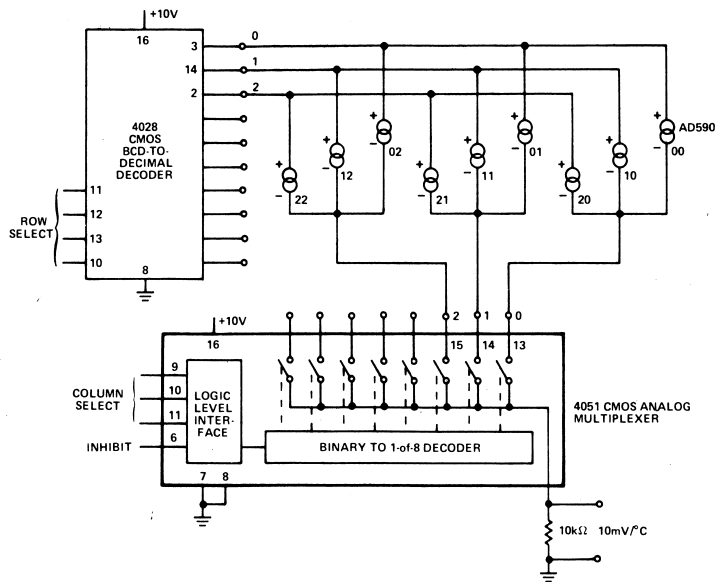 +10V
16
3
0
14
1
2
2
4028
CMOS
BCD-TO-
DECIMAL
DECODER
ROW
SELECT
11
12
13
10
8
+
−
22
+
−
12
+
−
02
+
−
21
+
−
11
+
−
01
+
−
20
+
−
10
+
−
AD590
00
+10V
16
2
1
0
15
14
13
COLUMN
SELECT
9
10
11
INHIBIT
6
LOGIC
LEVEL
INTER-
FACE
BINARY TO 1-of-8 DECODER
4051 CMOS ANALOG
MULTIPLEXER
7
8
10kΩ 10mV/°C